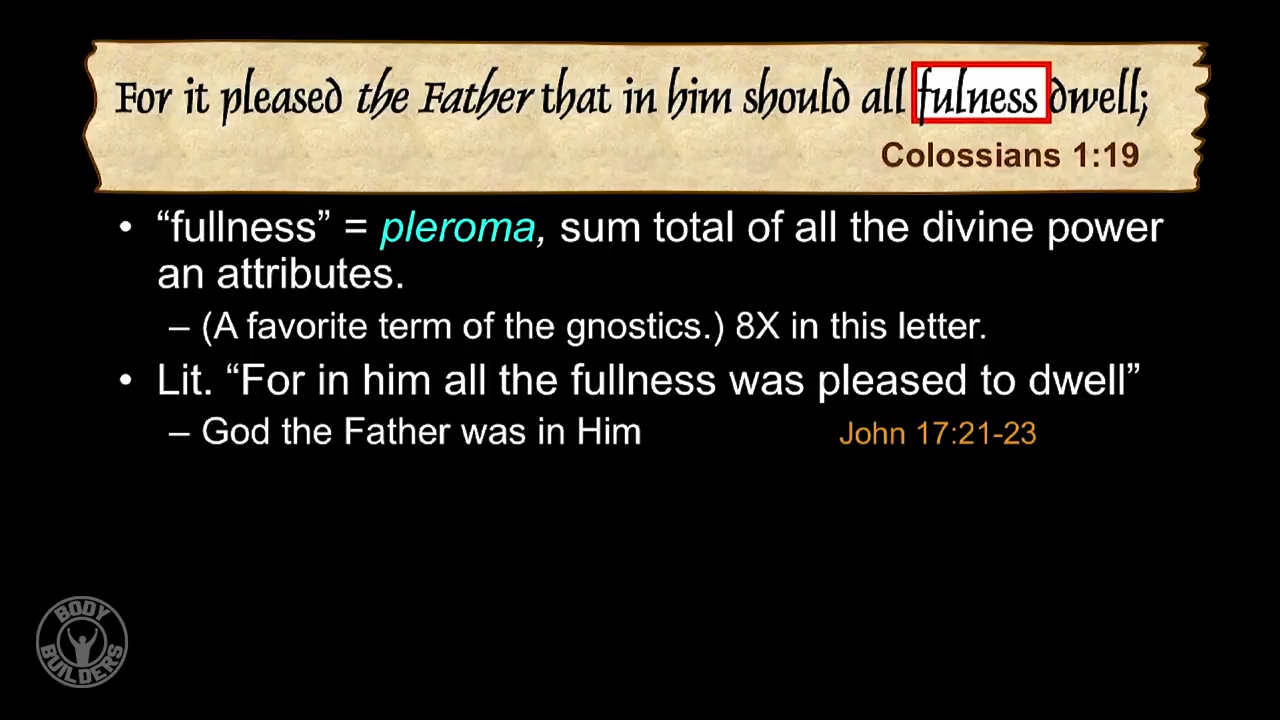 For it pleased the Father that in him should all fulness dwell;
Colossians 1:19
• “fullness” = pleroma, sum total of all the divine power
an attributes.
– (A favorite term of the gnostics.) 8X in this letter.
• Lit. “For in him all the fullness was pleased to dwell”
– God the Father was in Him John 17:21-23
BODY
BUILDERS